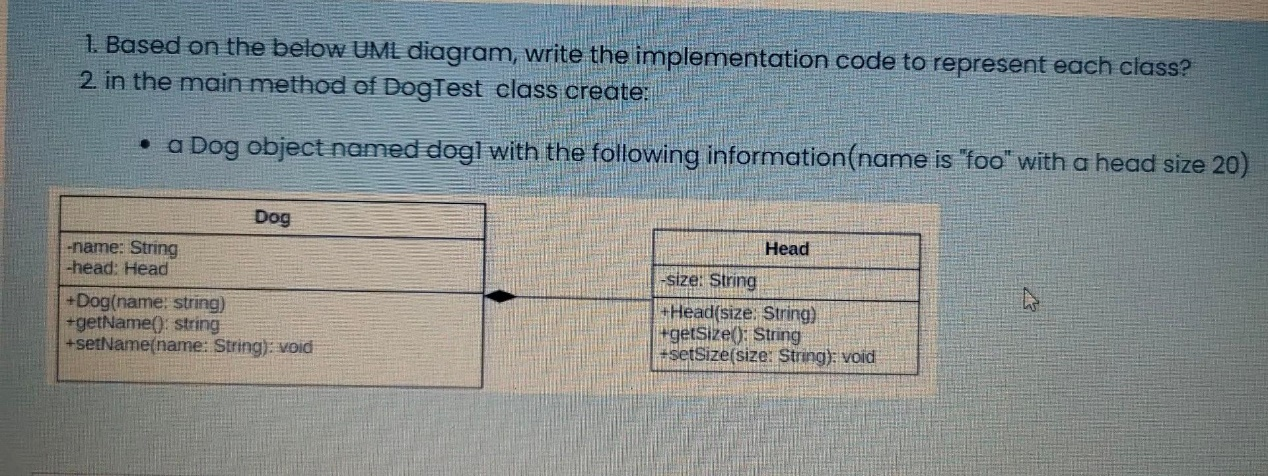 1. Based on the below UML diagram, write the implementation code to represent each class?
2. in the main method of DogTest class create:
• a Dog object named dog1 with the following information(name is "foo" with a head size 20)
Dog
-name: String
-head: Head
+Dog(name: string)
+getName(): string
+setName(name: String): void
Head
-size: String
+Head(size: String)
+getSize(): String
+setSize(size: String): void